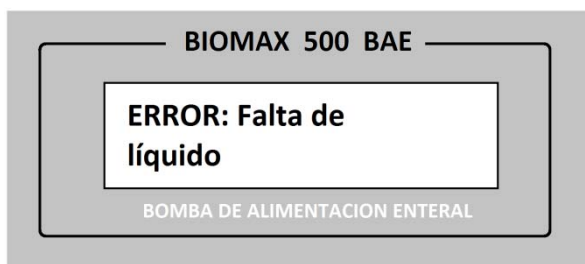 BIOMAX 500 BAE
ERROR: Falta de
líquido
BOMBA DE ALIMENTACION ENTERAL